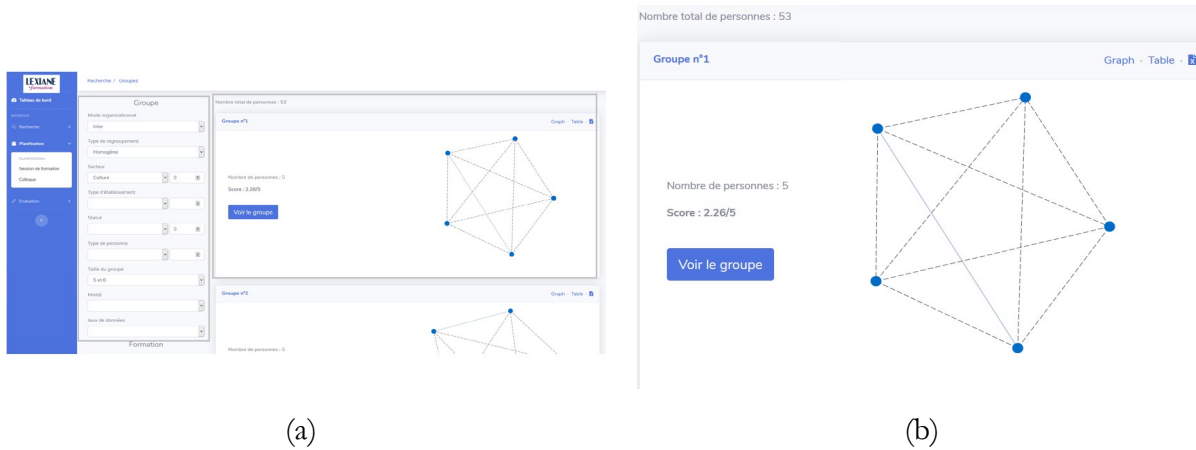 LEXIANE
Formation
Tableau de bord
Recherche
Planification
Session de formation
Colloque
Evaluation
Recherche / Groupes
Groupe
Mode organisationnel
Inter
Type de regroupement
Homogène
Secteur
Culture
Type d'établissement
Statut
Type de personne
Taille du groupe
5 et 6
Mixité
Jeux de données
Formation
Nombre total de personnes : 53
Groupe n°1
Graph - Table -
Nombre de personnes : 5
Score : 2.26/5
Voir le groupe
Groupe n°1
Graph - Table -
Nombre de personnes : 5
Nombre total de personnes : 53
Groupe n°1
Graph - Table -
Nombre de personnes : 5
Score : 2.26/5
Voir le groupe
(a)
(b)